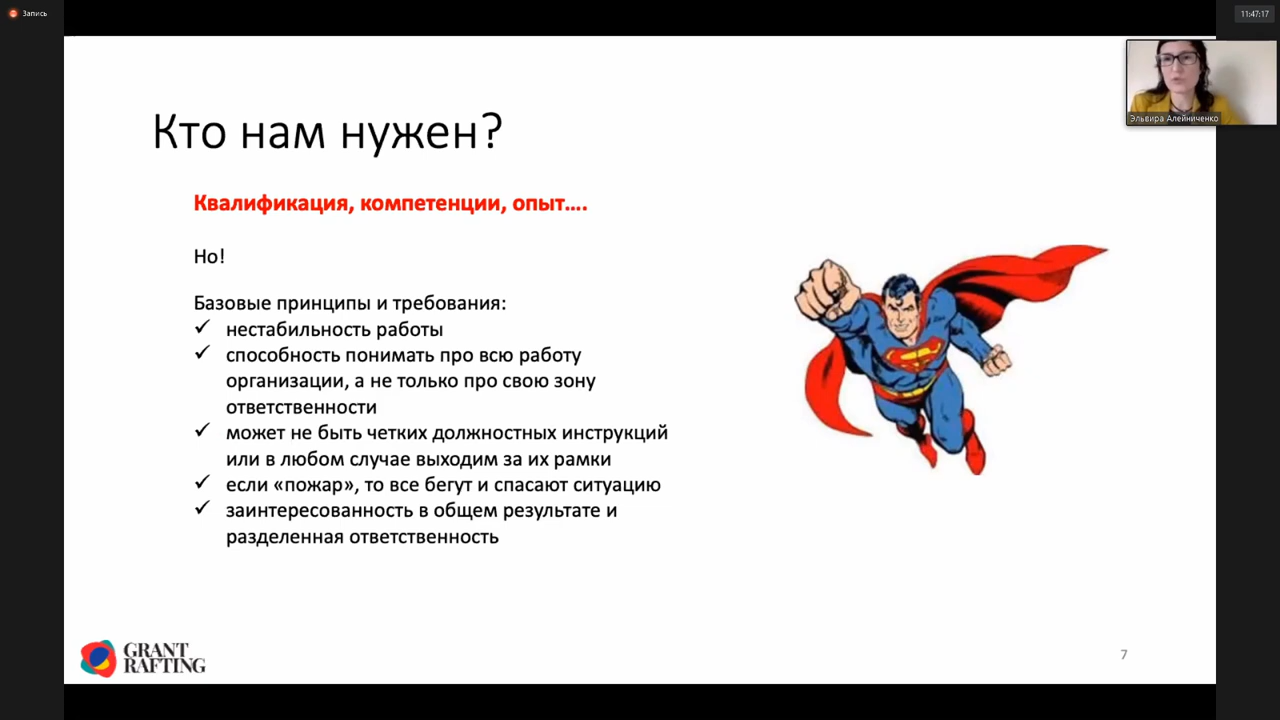 Запись
11:47:17
Эльвира Алейниченко
Кто нам нужен?
Квалификация, компетенции, опыт....
Но!
Базовые принципы и требования:
✓ нестабильность работы
✓ способность понимать про всю работу
организации, а не только про свою зону
ответственности
✓ может не быть четких должностных инструкций
или в любом случае выходим за их рамки
✓ если «пожар», то все бегут и спасают ситуацию
✓ заинтересованность в общем результате и
разделенная ответственность
GRANT
RAFTING
7